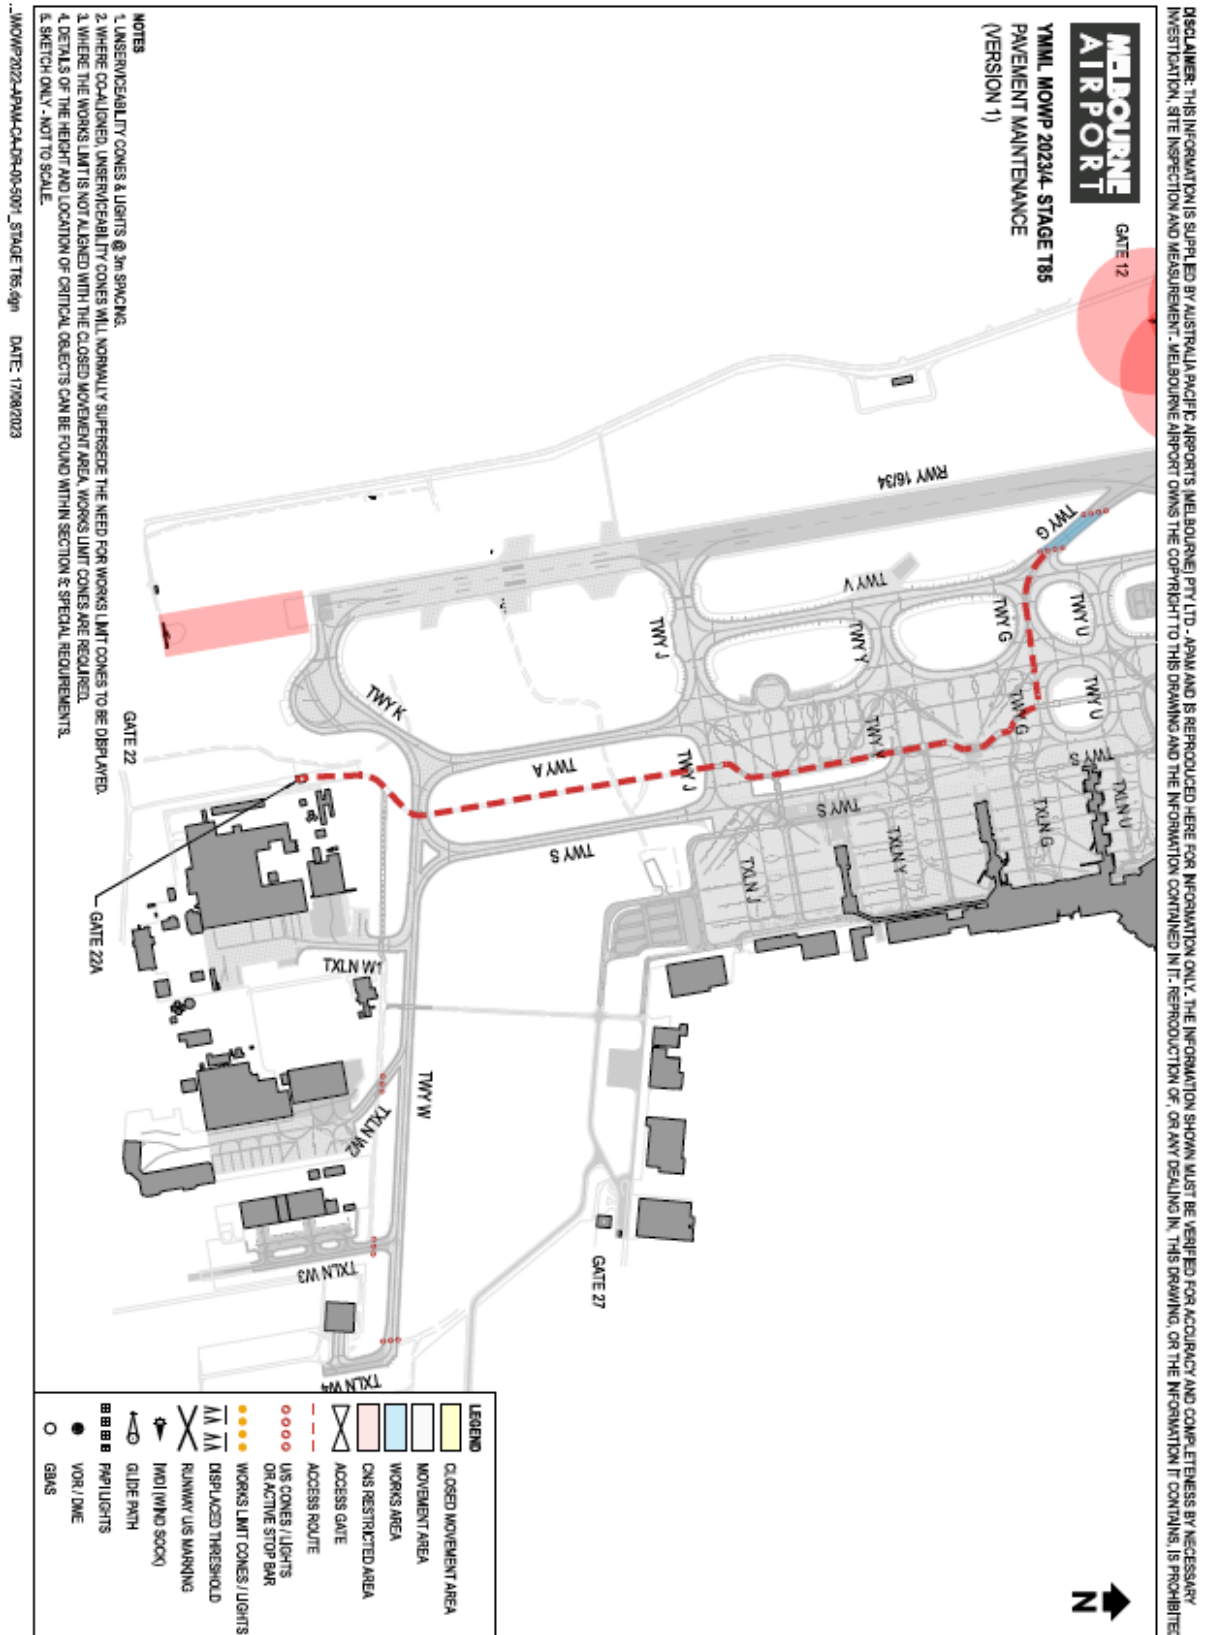 DISCLAIMER: THIS INFORMATION IS SUPPLIED BY AUSTRALIA PACIFIC AIRPORTS (MELBOURNE) PTY LTD - APAM AND IS REPRODUCED HERE FOR INFORMATION ONLY. THE INFORMATION SHOWN MUST BE VERIFIED FOR ACCURACY AND COMPLETENESS BY NECESSARY
INVESTIGATION, SITE INSPECTION AND MEASUREMENT. MELBOURNE AIRPORT OWNS THE COPYRIGHT TO THIS DRAWING AND THE INFORMATION CONTAINED IN IT. REPRODUCTION OF, OR ANY DEALING IN, THIS DRAWING, OR THE INFORMATION IT CONTAINS, IS PROHIBITED
MELBOURNE
AIRPORT
YMML MOWP 2023/4- STAGE T85
PAVEMENT MAINTENANCE
(VERSION 1)
GATE 12
RWY 16/34
TWY G
TWY V
TWY U
TWY G
TWY Y
TWY J
TWY U
TWY G
TWY S
TWY K
TWY A
TWY J
TWY S
TWY S
TXLN U
TXLN G
TXLN Y
TXLN J
GATE 22
GATE 22A
TXLN W1
TWY W
TXLN W2
TXLN W3
TXLN W4
GATE 27
N
NOTES
1. UNSERVICEABILITY CONES & LIGHTS @ 3m SPACING.
2. WHERE CO-ALIGNED, UNSERVICEABILITY CONES WILL NORMALLY SUPERSEDE THE NEED FOR WORKS LIMIT CONES TO BE DISPLAYED.
3. WHERE THE WORKS LIMIT IS NOT ALIGNED WITH THE CLOSED MOVEMENT AREA, WORKS LIMIT CONES ARE REQUIRED.
4. DETAILS OF THE HEIGHT AND LOCATION OF CRITICAL OBJECTS CAN BE FOUND WITHIN SECTION 5: SPECIAL REQUIREMENTS.
5. SKETCH ONLY - NOT TO SCALE.
LEGEND
CLOSED MOVEMENT AREA
MOVEMENT AREA
WORKS AREA
CNS RESTRICTED AREA
ACCESS GATE
ACCESS ROUTE
U/S CONES / LIGHTS
OR ACTIVE STOP BAR
WORKS LIMIT CONES / LIGHTS
DISPLACED THRESHOLD
RUNWAY U/S MARKING
IWDI (WIND SOCK)
GLIDE PATH
PAPI LIGHTS
VOR / DME
GBAS
...\MOWP2022-APAM-CA-DR-00-5001_STAGE T85.dgn DATE: 17/08/2023